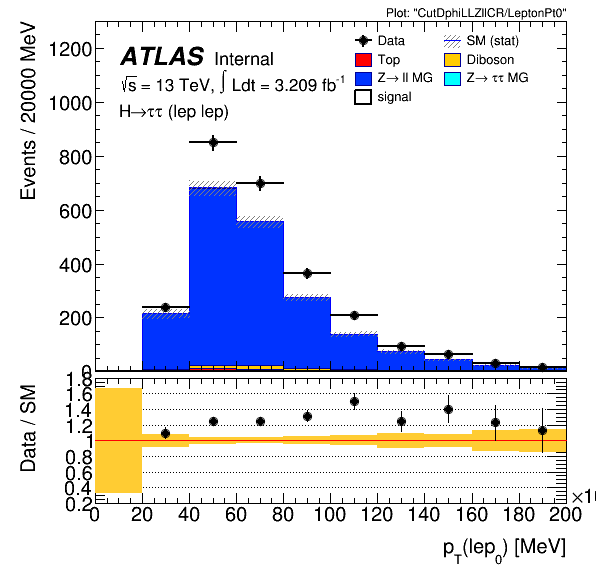 Plot: "CutDphiLLZllCR/LeptonPt0"
Events / 20000 MeV
1200
1000
800
600
400
200
0
ATLAS Internal
√s = 13 TeV, ∫ Ldt = 3.209 fb⁻¹
H→ττ (lep lep)
Data
SM (stat)
Top
Diboson
Z→ ll MG
Z→ ττ MG
signal
Data / SM
1.8
1.6
1.4
1.2
1
0.8
0.6
0.4
0.2
0 20 40 60 80 100 120 140 160 180 200
×10
p_T(lep_0) [MeV]